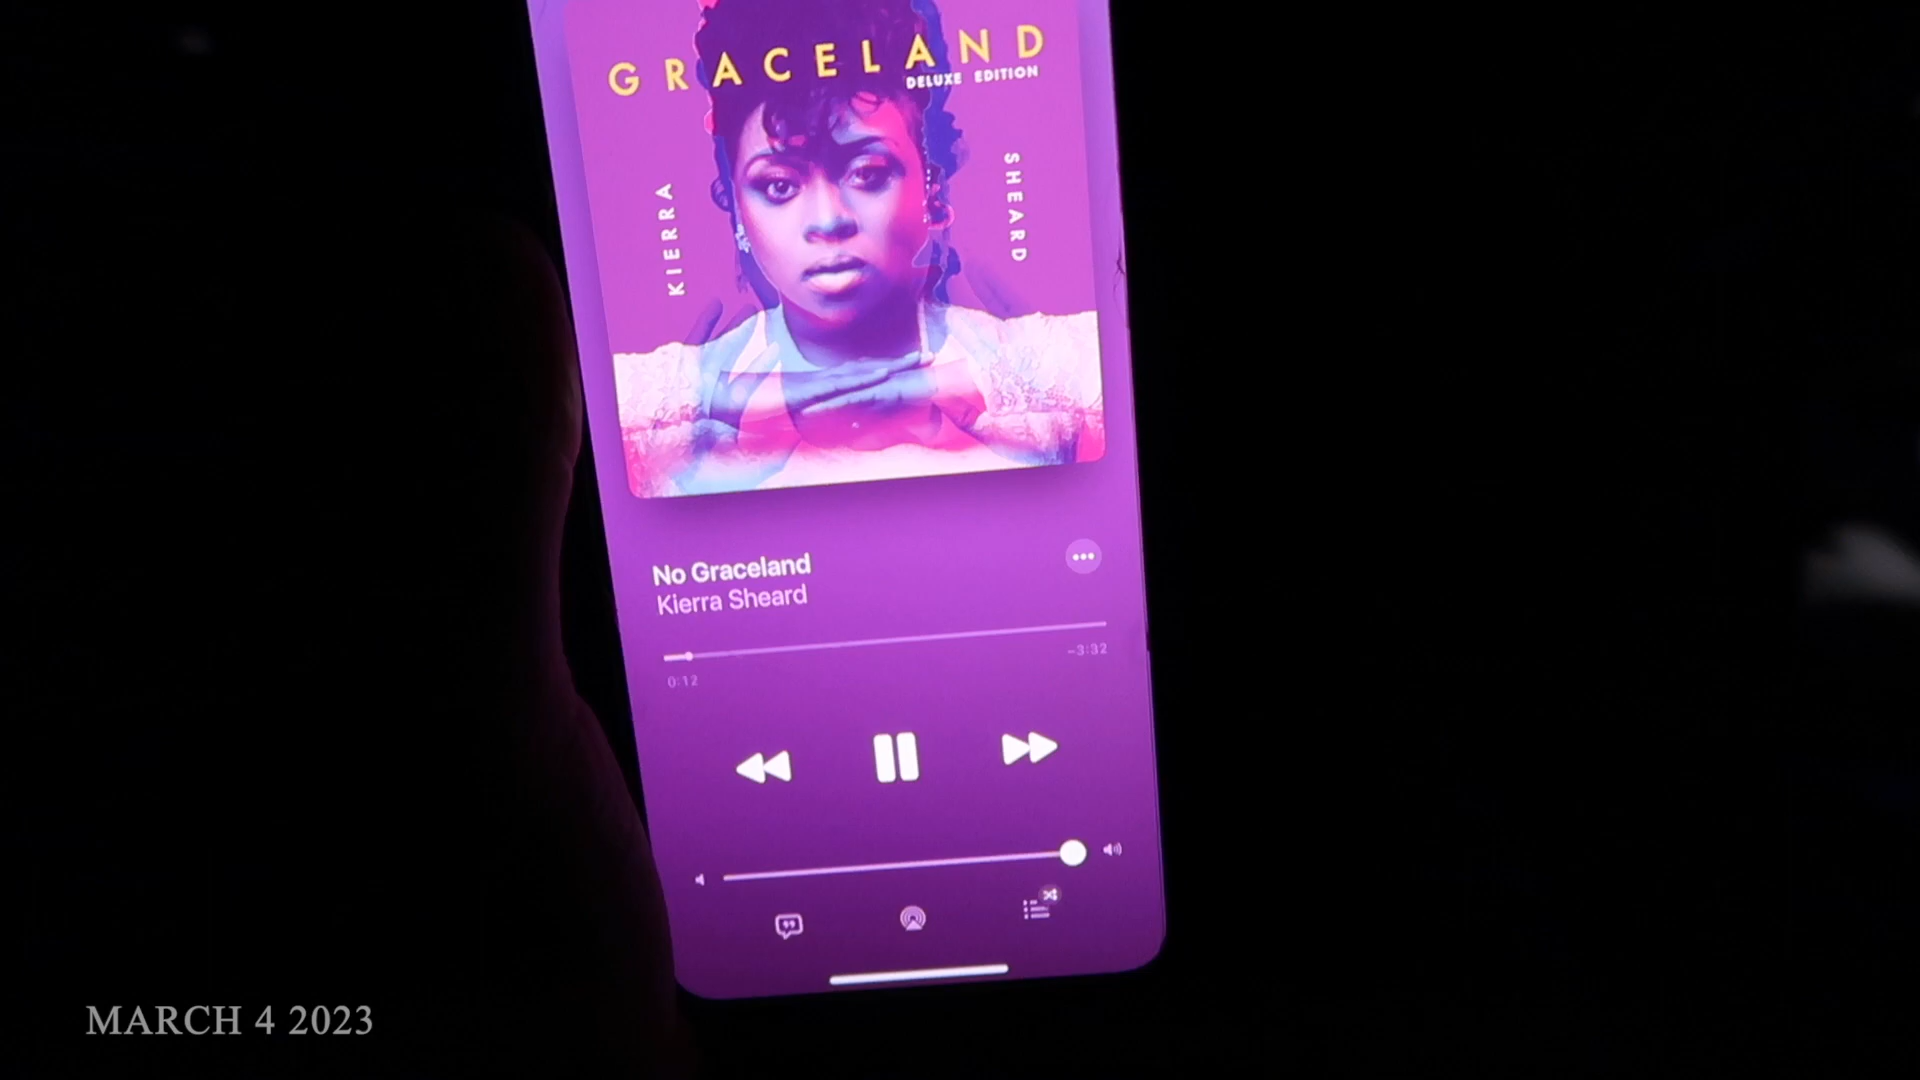 GRACELAND
DELUXE EDITION
KIERRA
SHEARD
No Graceland
Kierra Sheard
0:12
-3:32
MARCH 4 2023